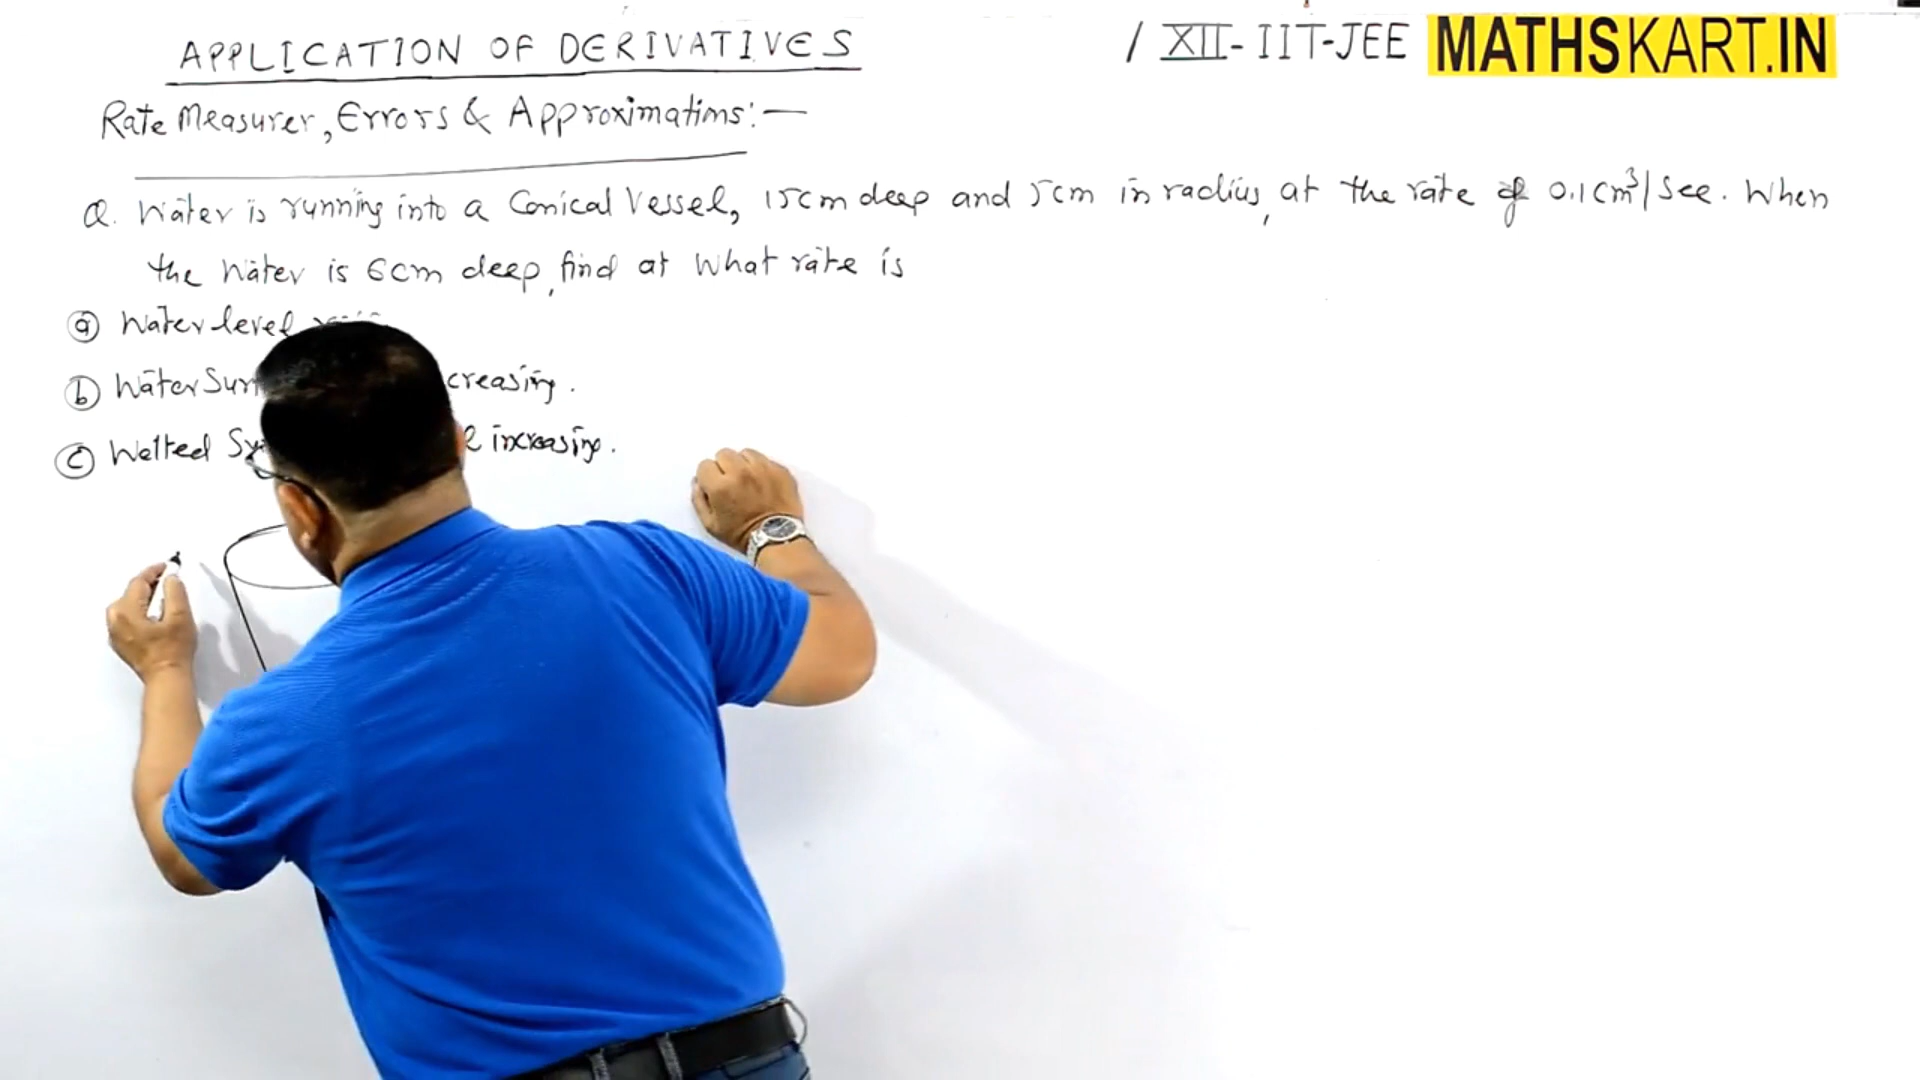 APPLICATION OF DERIVATIVES / XII - IIT-JEE MATHSKART.IN
Rate Measurer, Errors & Approximations:—
Q. Water is running into a Conical Vessel, 15cm deep and 5cm in radius, at the rate of 0.1cm³/Sec. When
the water is 6cm deep, find at What rate is
(a) Water level
(b) Water creasing.
(c) Wetted increasing.